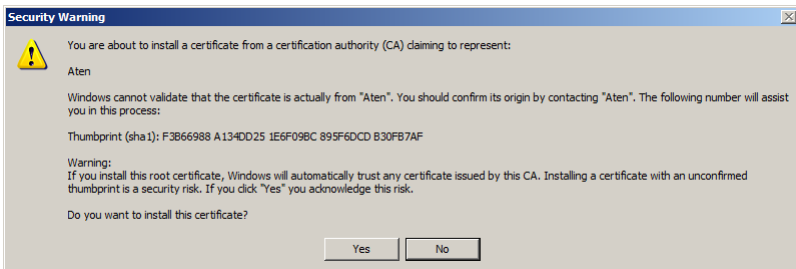 Security Warning
You are about to install a certificate from a certification authority (CA) claiming to represent:
Aten
Windows cannot validate that the certificate is actually from "Aten". You should confirm its origin by contacting "Aten". The following number will assist
you in this process:
Thumbprint (sha1): F3B66988 A134DD25 1E6F09BC 895F6DCD B30FB7AF
Warning:
If you install this root certificate, Windows will automatically trust any certificate issued by this CA. Installing a certificate with an unconfirmed
thumbprint is a security risk. If you click "Yes" you acknowledge this risk.
Do you want to install this certificate?
Yes
No